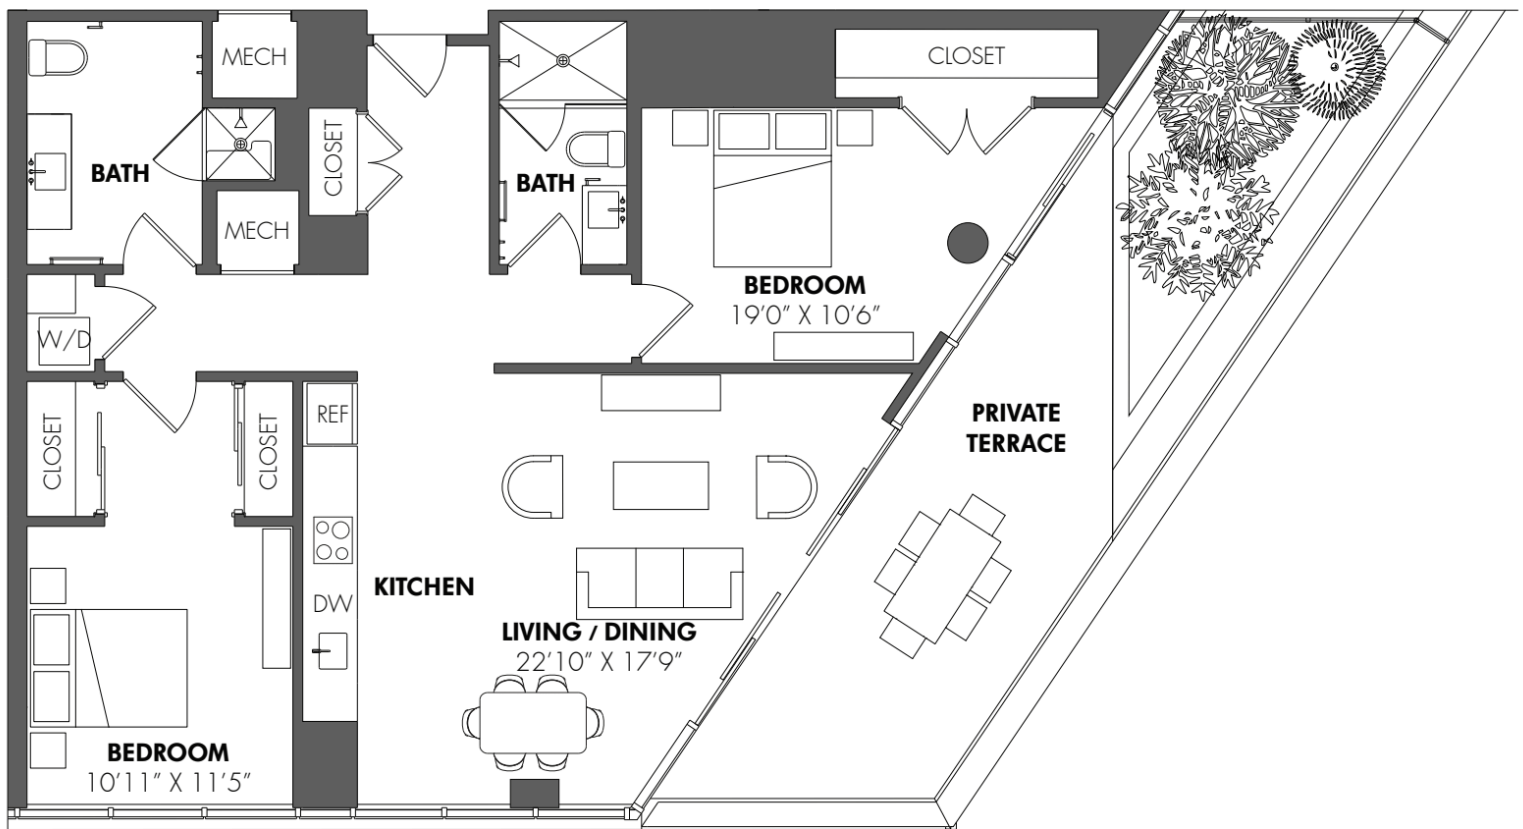 MECH
CLOSET
BATH
CLOSET
BATH
MECH
BEDROOM
19'0" X 10'6"
W/D
CLOSET
CLOSET
REF
PRIVATE
TERRACE
KITCHEN
DW
LIVING / DINING
22'10" X 17'9"
BEDROOM
10'11" X 11'5"